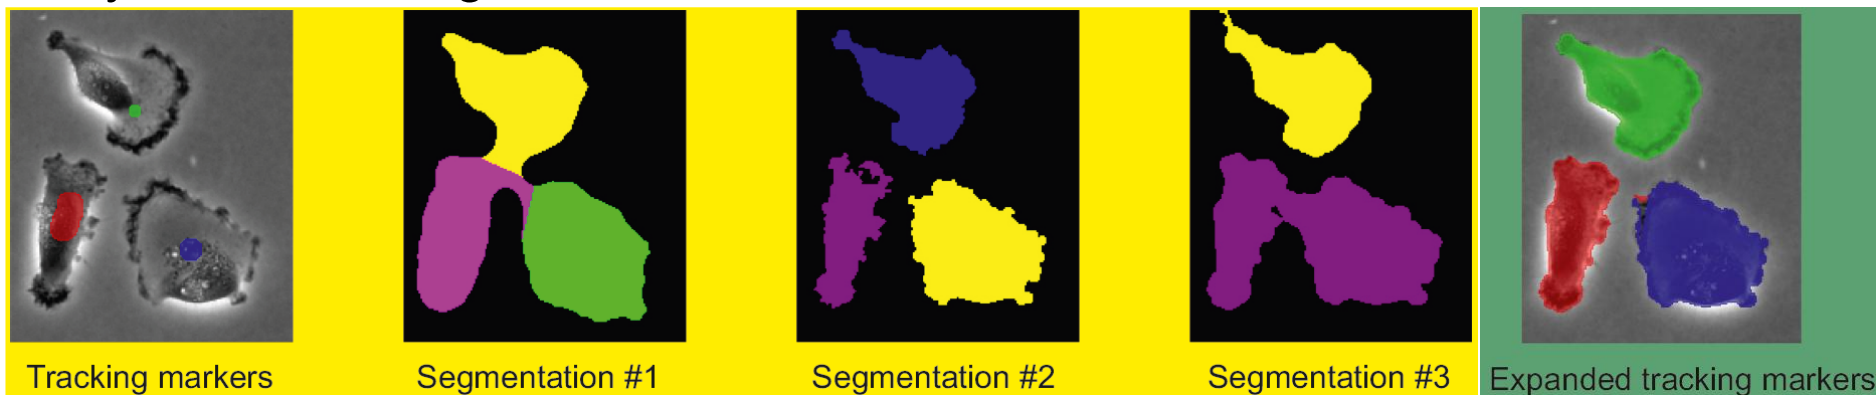 Tracking markers
Segmentation #1
Segmentation #2
Segmentation #3
Expanded tracking markers